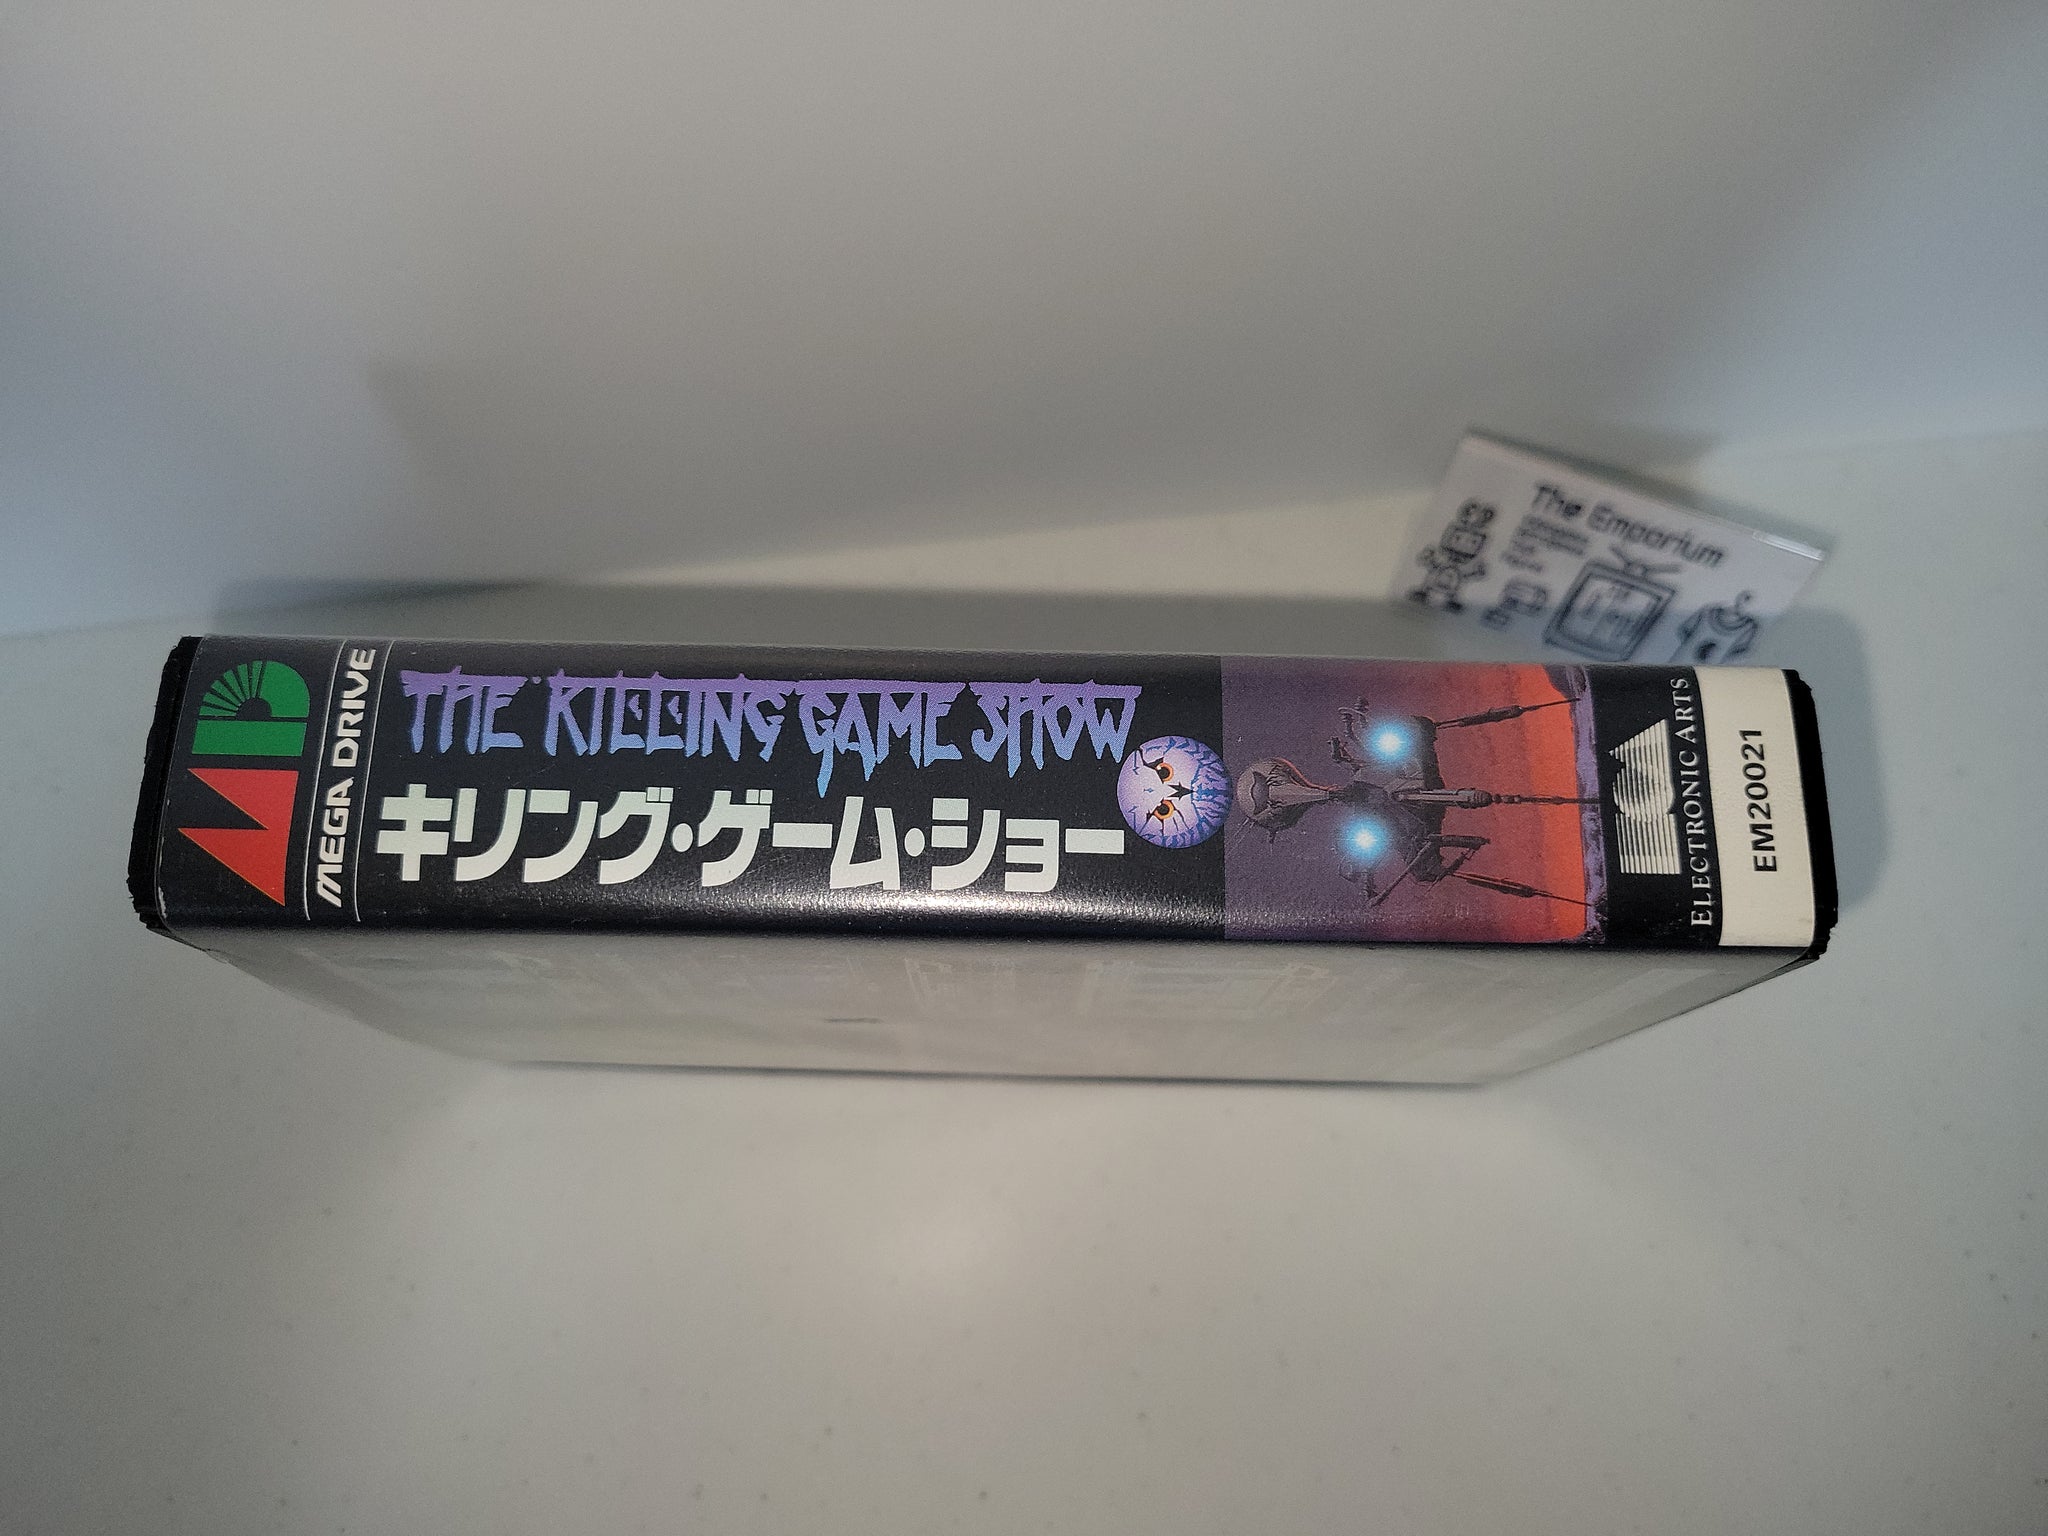 MEGA DRIVE
THE KILLING GAME SHOW
キリング・ゲーム・ショー
ELECTRONIC ARTS
EM20021
The Emporium